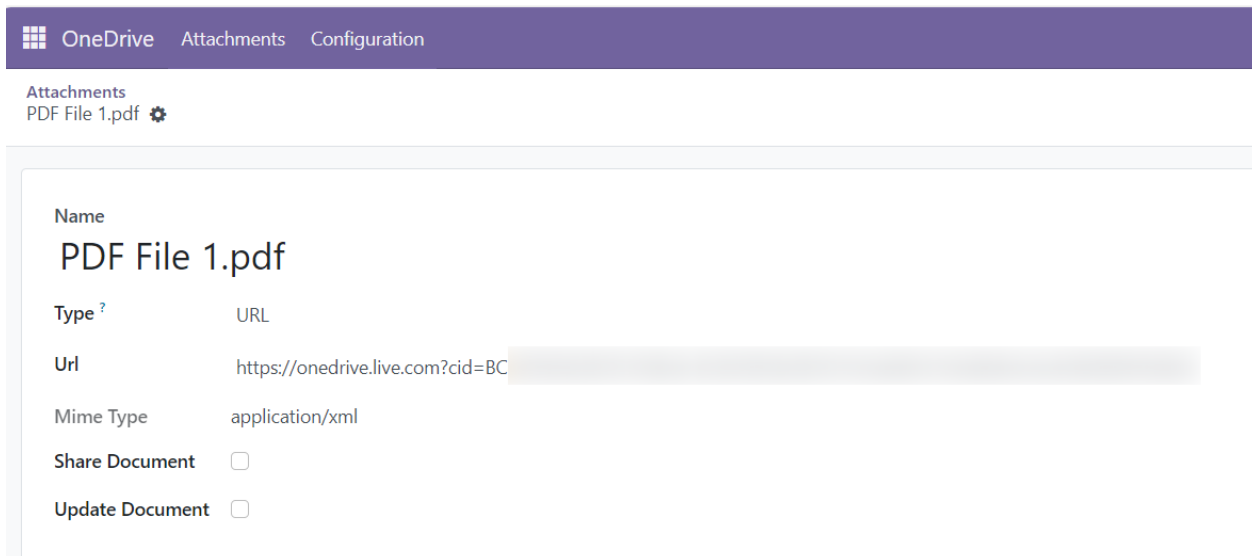 OneDrive Attachments Configuration
Attachments
PDF File 1.pdf
Name
PDF File 1.pdf
Type ? URL
Url https://onedrive.live.com?cid=BC
Mime Type application/xml
Share Document
Update Document